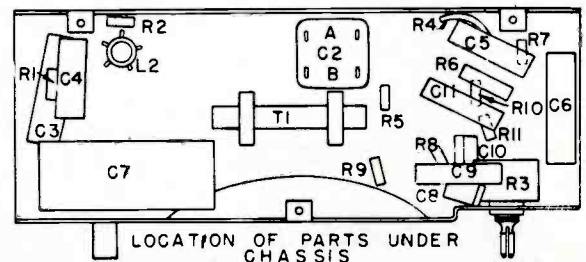 R2
R4
A
C2
B
C5
R7
R1
C4
L2
R6
C11
C6
C3
T1
R5
R10
R11
C7
R9
R8
C10
C9
C8
R3
LOCATION OF PARTS UNDER
CHASSIS